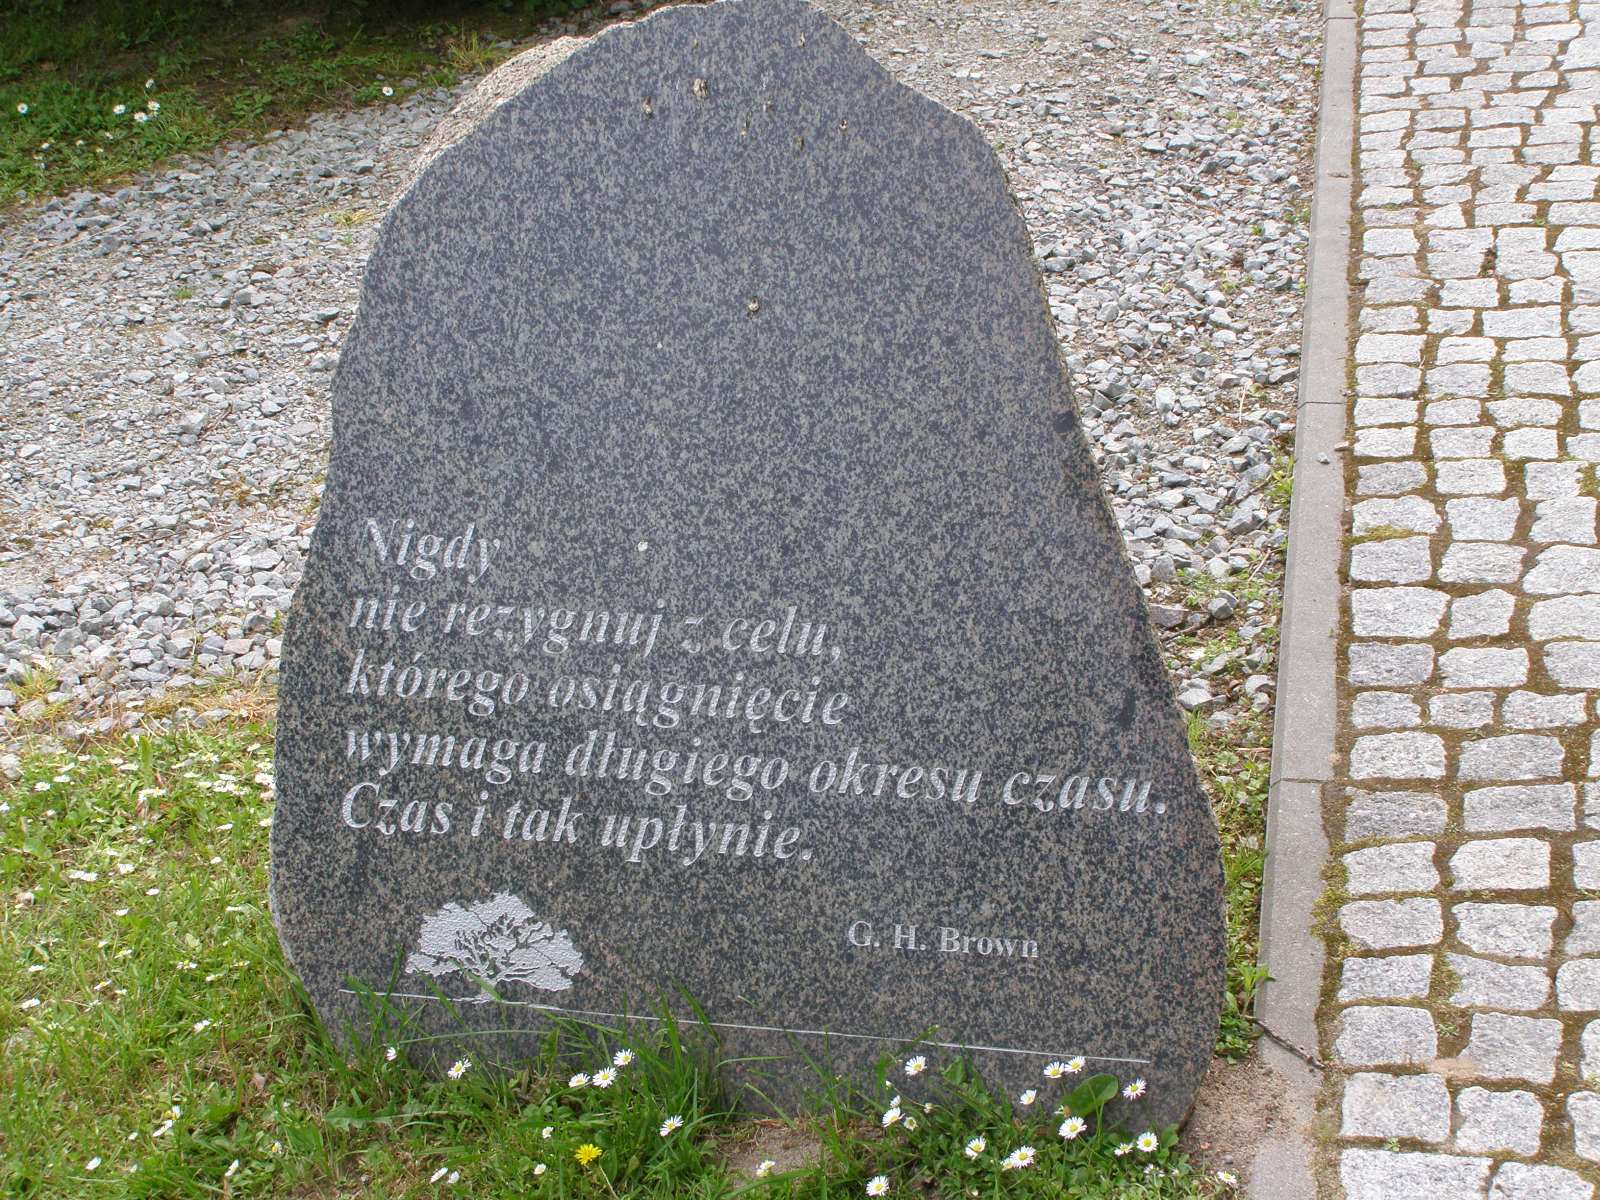 Nigdy
nie rezygnuj z celu,
którego osiągnięcie
wymaga długiego okresu czasu.
Czas i tak upłynie.
G. H. Brown